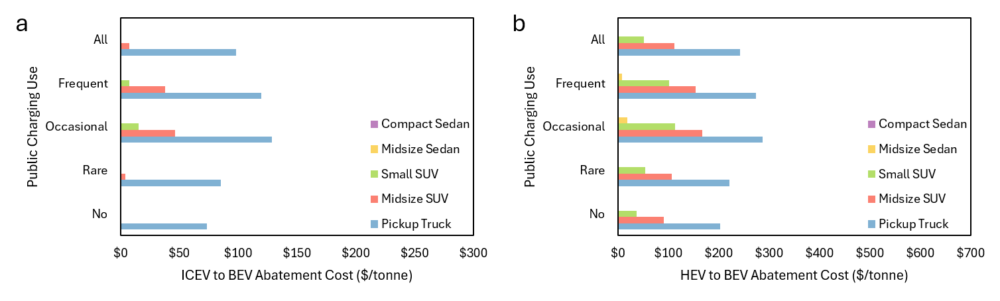 a
Public Charging Use
All
Frequent
Occasional
Rare
No
Compact Sedan
Midsize Sedan
Small SUV
Midsize SUV
Pickup Truck
$0 $50 $100 $150 $200 $250 $300
ICEV to BEV Abatement Cost ($/tonne)
b
Public Charging Use
All
Frequent
Occasional
Rare
No
Compact Sedan
Midsize Sedan
Small SUV
Midsize SUV
Pickup Truck
$0 $100 $200 $300 $400 $500 $600 $700
HEV to BEV Abatement Cost ($/tonne)